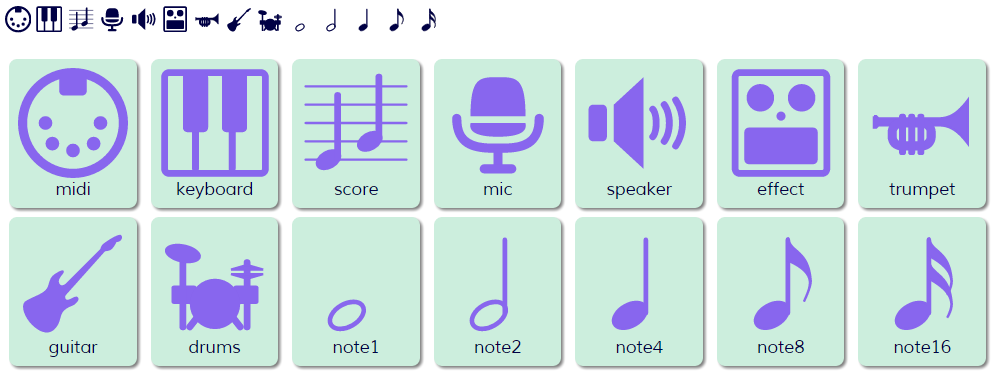 midi keyboard score mic speaker effect trumpet
guitar drums note1 note2 note4 note8 note16